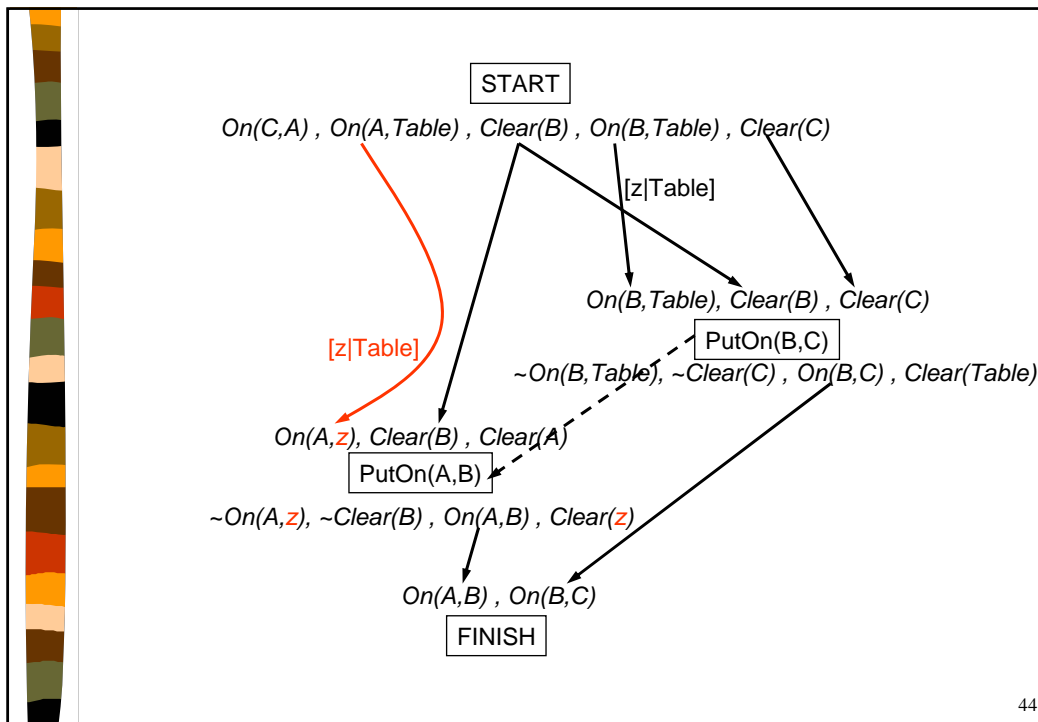 START
On(C,A) , On(A,Table) , Clear(B) , On(B,Table) , Clear(C)
[z|Table]
On(B,Table), Clear(B) , Clear(C)
[z|Table]
PutOn(B,C)
~On(B,Table), ~Clear(C) , On(B,C) , Clear(Table)
On(A,z), Clear(B) , Clear(A)
PutOn(A,B)
~On(A,z), ~Clear(B) , On(A,B) , Clear(z)
On(A,B) , On(B,C)
FINISH
44